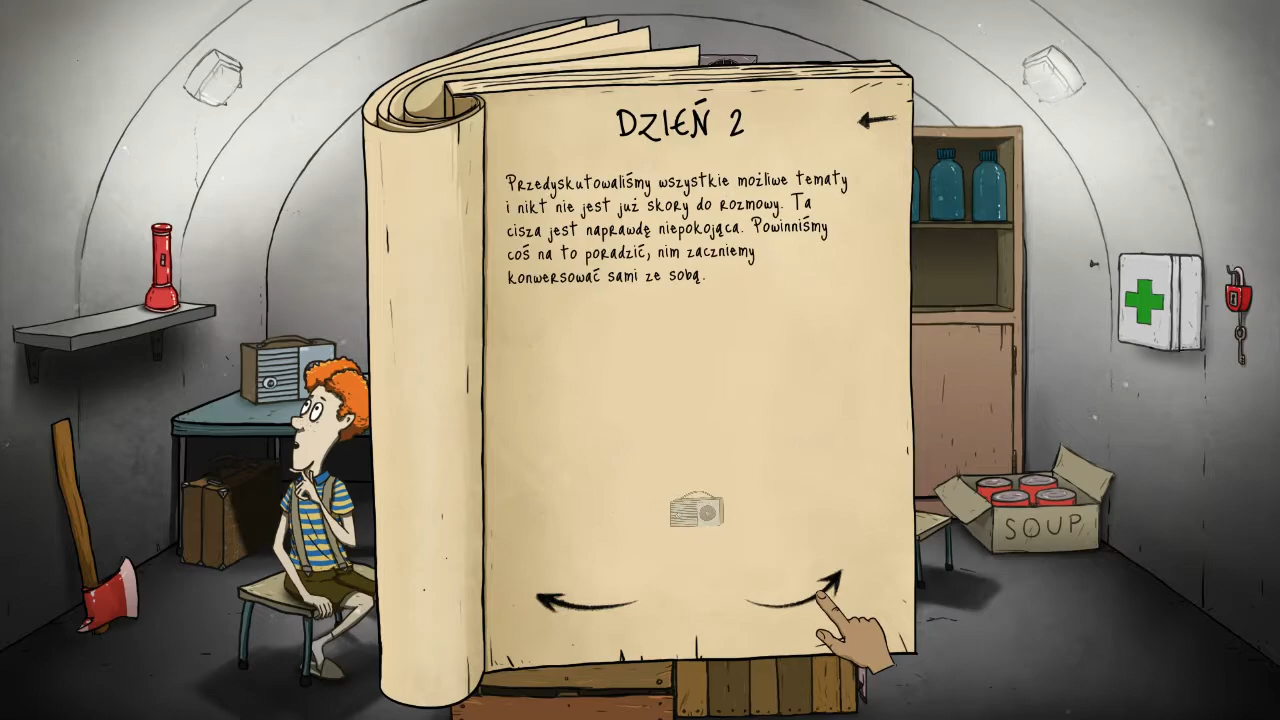 DZIEŃ 2
Przedyskutowaliśmy wszystkie możliwe tematy
i nikt nie jest już skory do rozmowy. Ta
cisza jest naprawdę niepokojąca. Powinniśmy
coś na to poradzić, nim zaczniemy
konwersować sami ze sobą.
SOUP